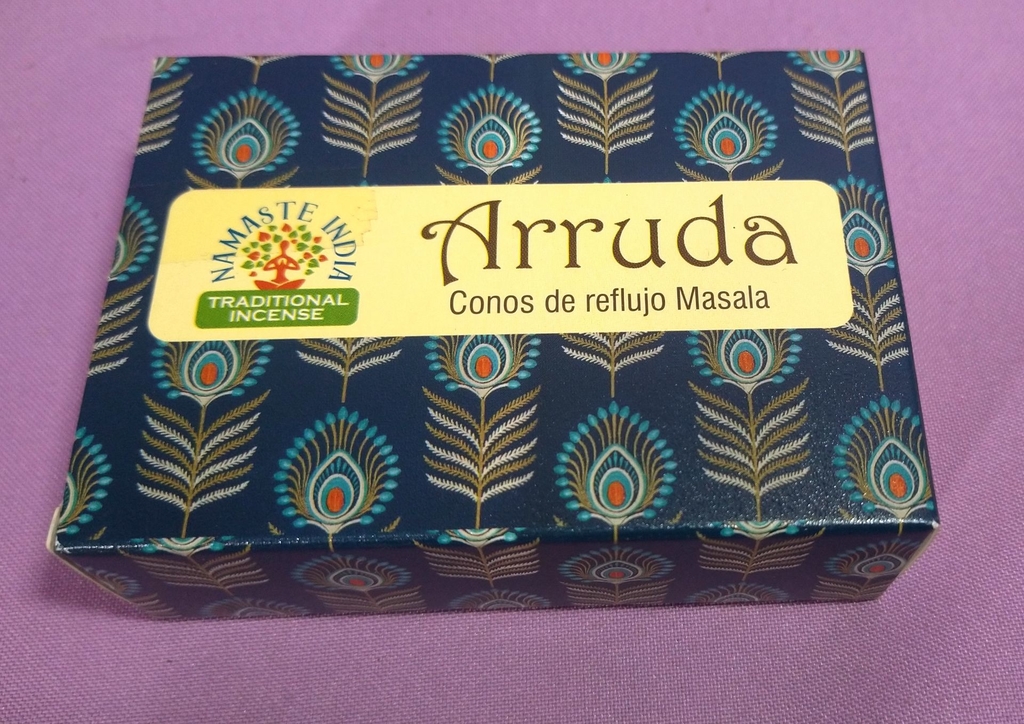 NAMASTE INDIA
TRADITIONAL
INCENSE
Arruda
Conos de reflujo Masala